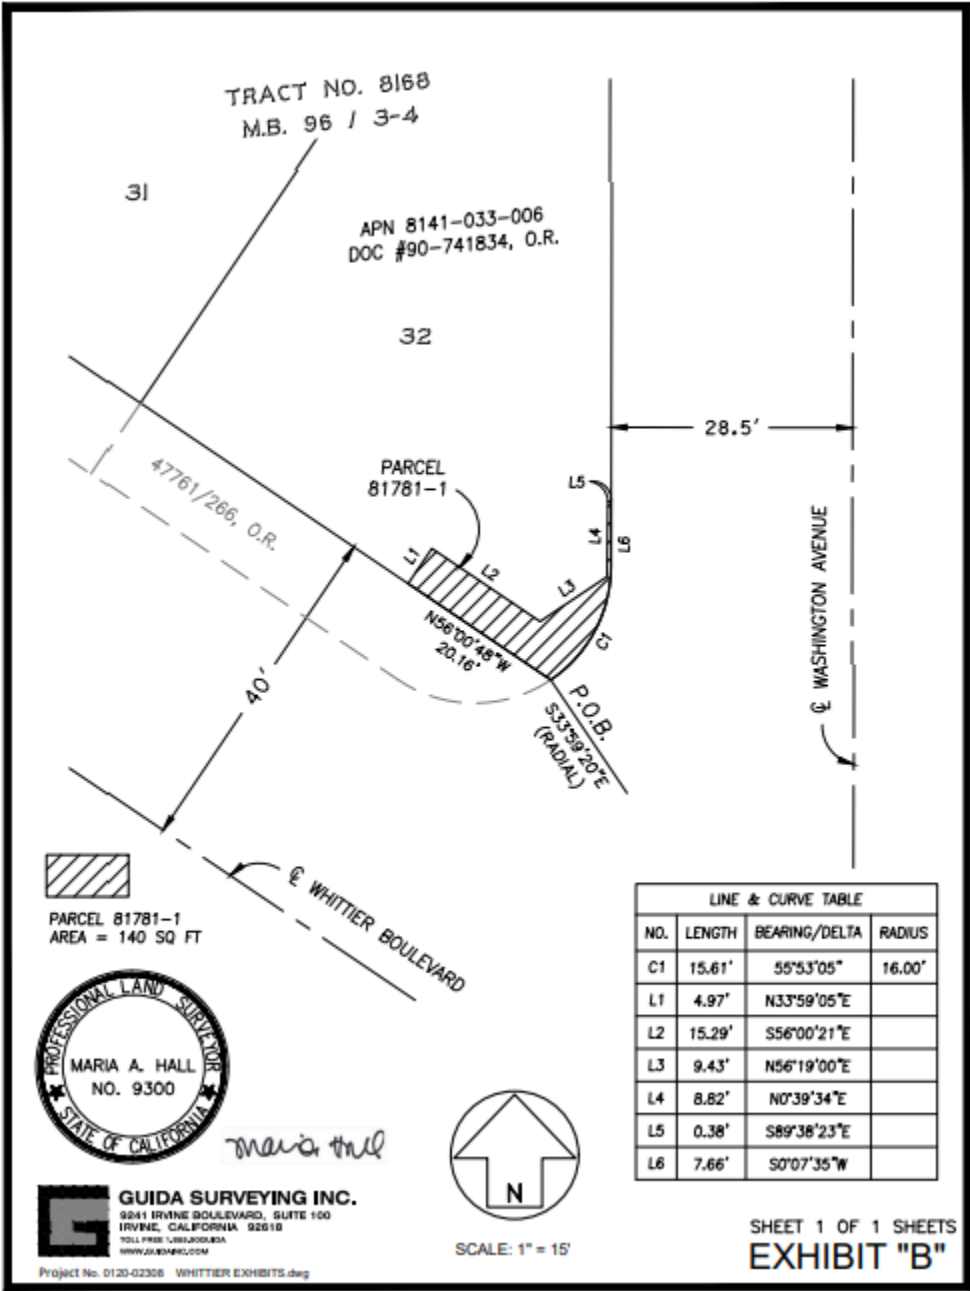 TRACT NO. 8168
M.B. 96 / 3-4
31
APN 8141-033-006
DOC #90-741834, O.R.
32
28.5'
PARCEL
81781-1
47761/266, O.R.
L5
L4
L6
L1
L2
L3
C1
N56°00'48"W
20.16'
40'
P.O.B.
S33°59'20"E
(RADIAL)
℄ WASHINGTON AVENUE
℄ WHITTIER BOULEVARD
PARCEL 81781-1
AREA = 140 SQ FT
PROFESSIONAL LAND SURVEYOR
MARIA A. HALL
NO. 9300
STATE OF CALIFORNIA
Maria Hall
GUIDA SURVEYING INC.
9241 IRVINE BOULEVARD, SUITE 100
IRVINE, CALIFORNIA 92618
WWW.GUIDAINC.COM
Project No. 0120-02306 WHITTIER EXHIBITS.dwg
N
SCALE: 1" = 15'
LINE & CURVE TABLE
NO. LENGTH BEARING/DELTA RADIUS
C1 15.61' 55°53'05" 16.00'
L1 4.97' N33°59'05"E
L2 15.29' S56°00'21"E
L3 9.43' N56°19'00"E
L4 8.82' N0°39'34"E
L5 0.38' S89°38'23"E
L6 7.66' S0°07'35"W
SHEET 1 OF 1 SHEETS
EXHIBIT "B"